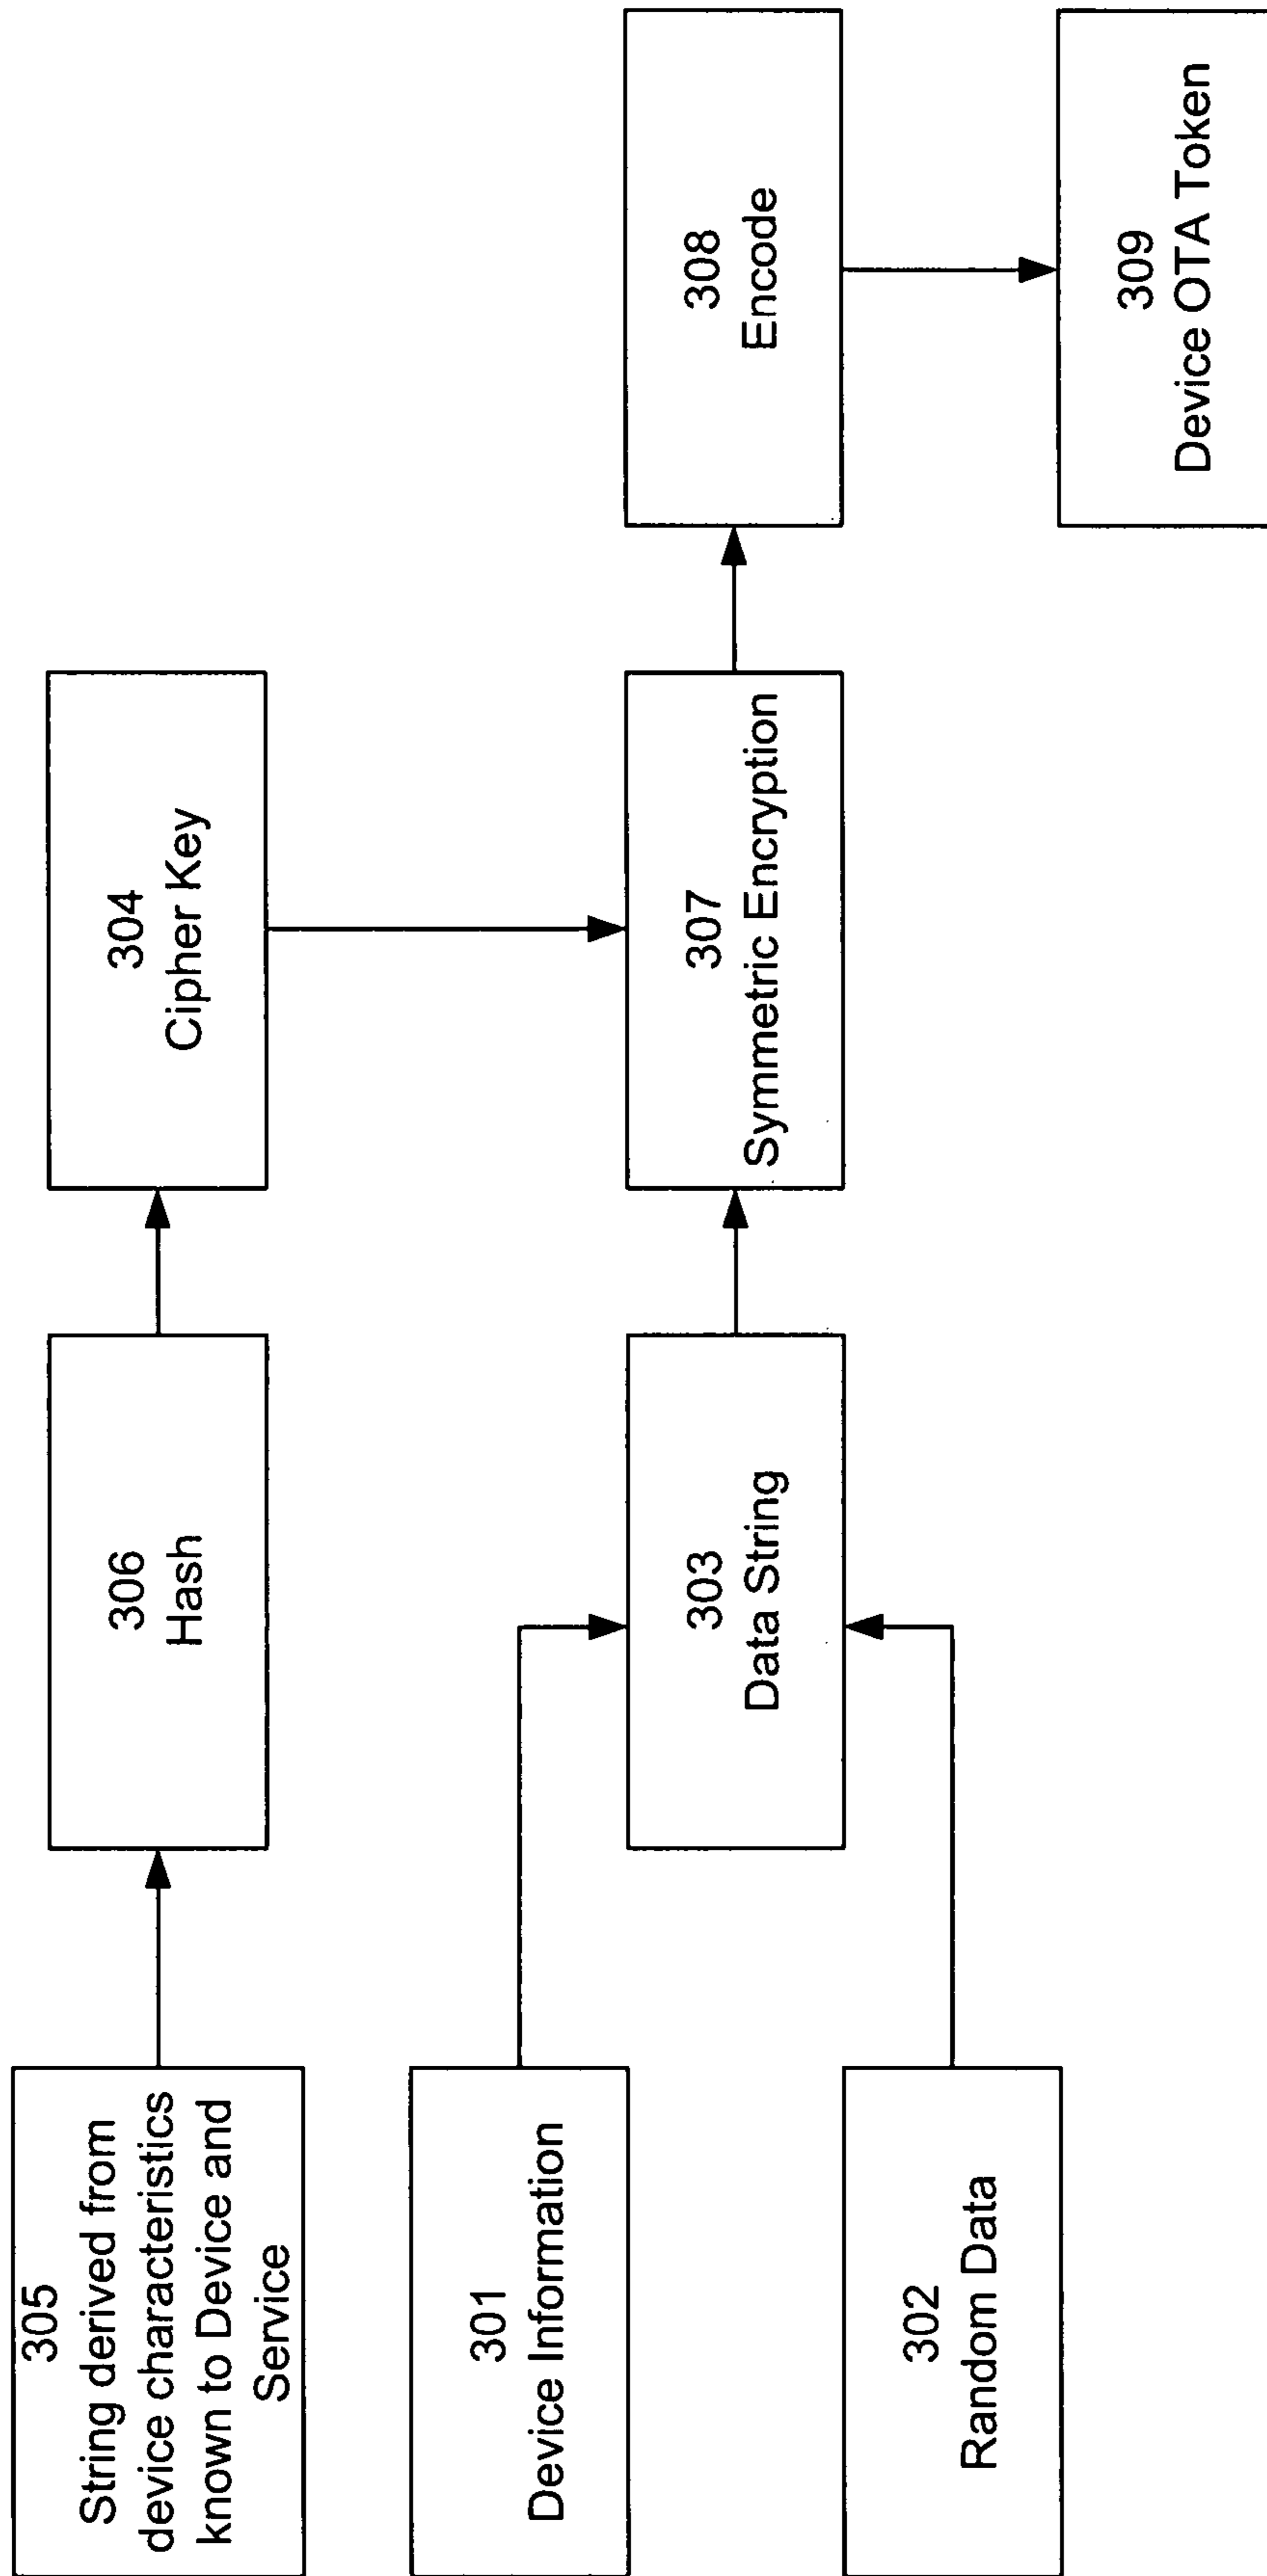 305
String derived from
device characteristics
known to Device and
Service
306
Hash
304
Cipher Key
301
Device Information
302
Random Data
303
Data String
307
Symmetric Encryption
308
Encode
309
Device OTA Token